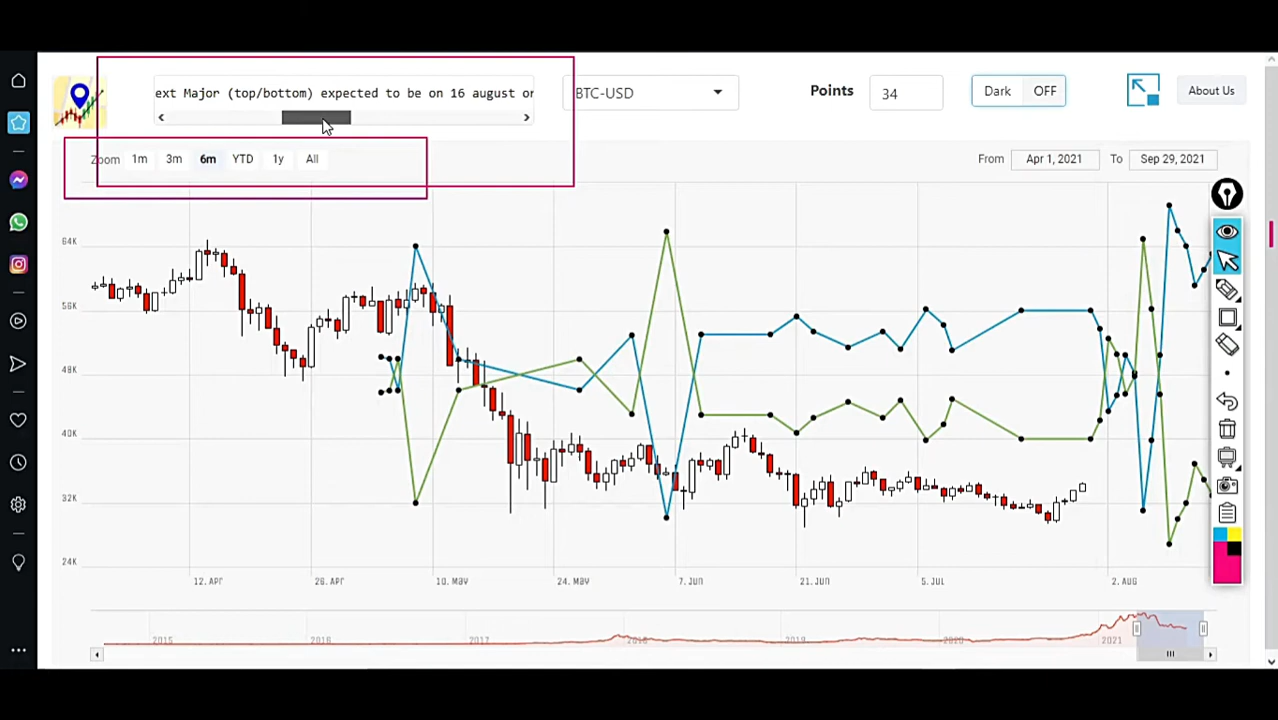 ext Major (top/bottom) expected to be on 16 august or
BTC-USD
Points
34
Dark
OFF
About Us
Zoom
1m
3m
6m
YTD
1y
All
From
Apr 1, 2021
To
Sep 29, 2021
64K
56K
48K
40K
32K
24K
12. Apr
26. Apr
10. May
24. May
7. Jun
21. Jun
5. Jul
2. Aug
2015
2016
2017
2018
2019
2020
2021